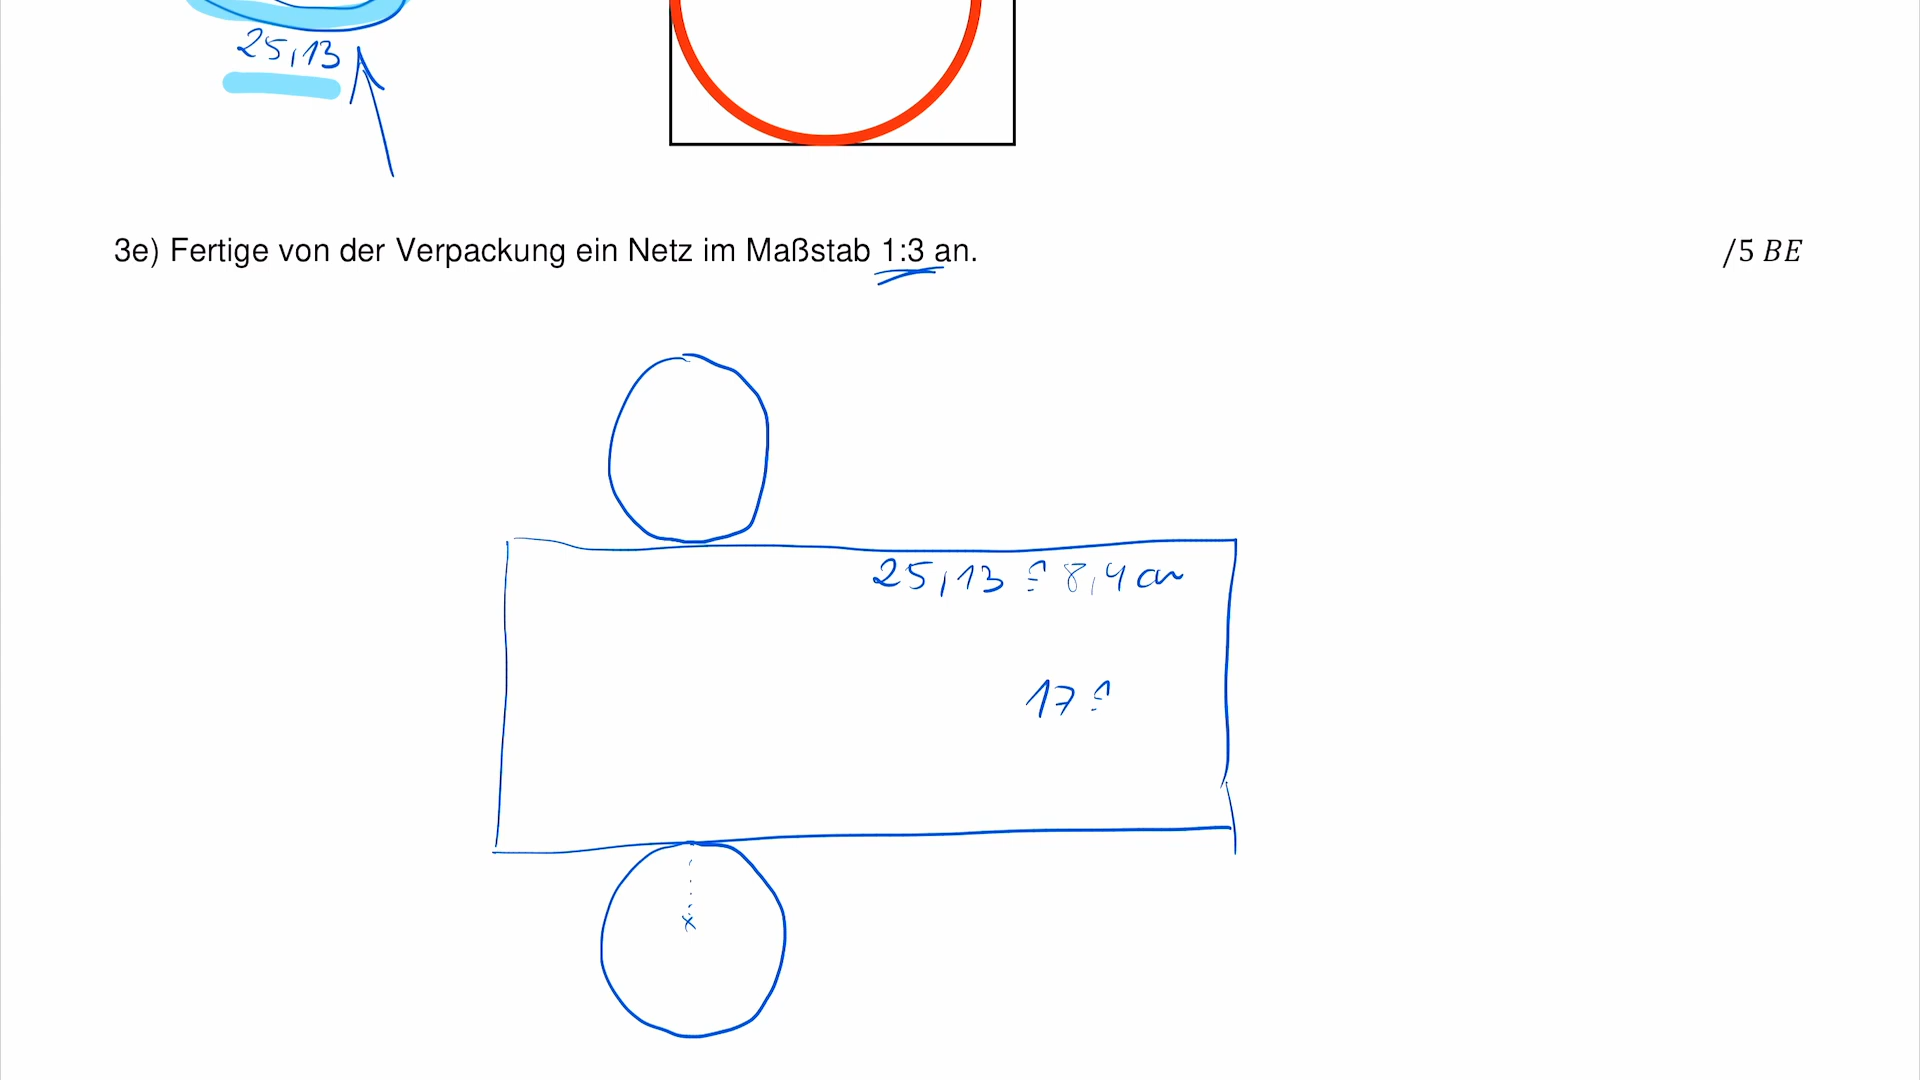 25,13
3e) Fertige von der Verpackung ein Netz im Maßstab 1:3 an. /5 BE
25,13 ≙ 8,4 cm
17 ≙
x